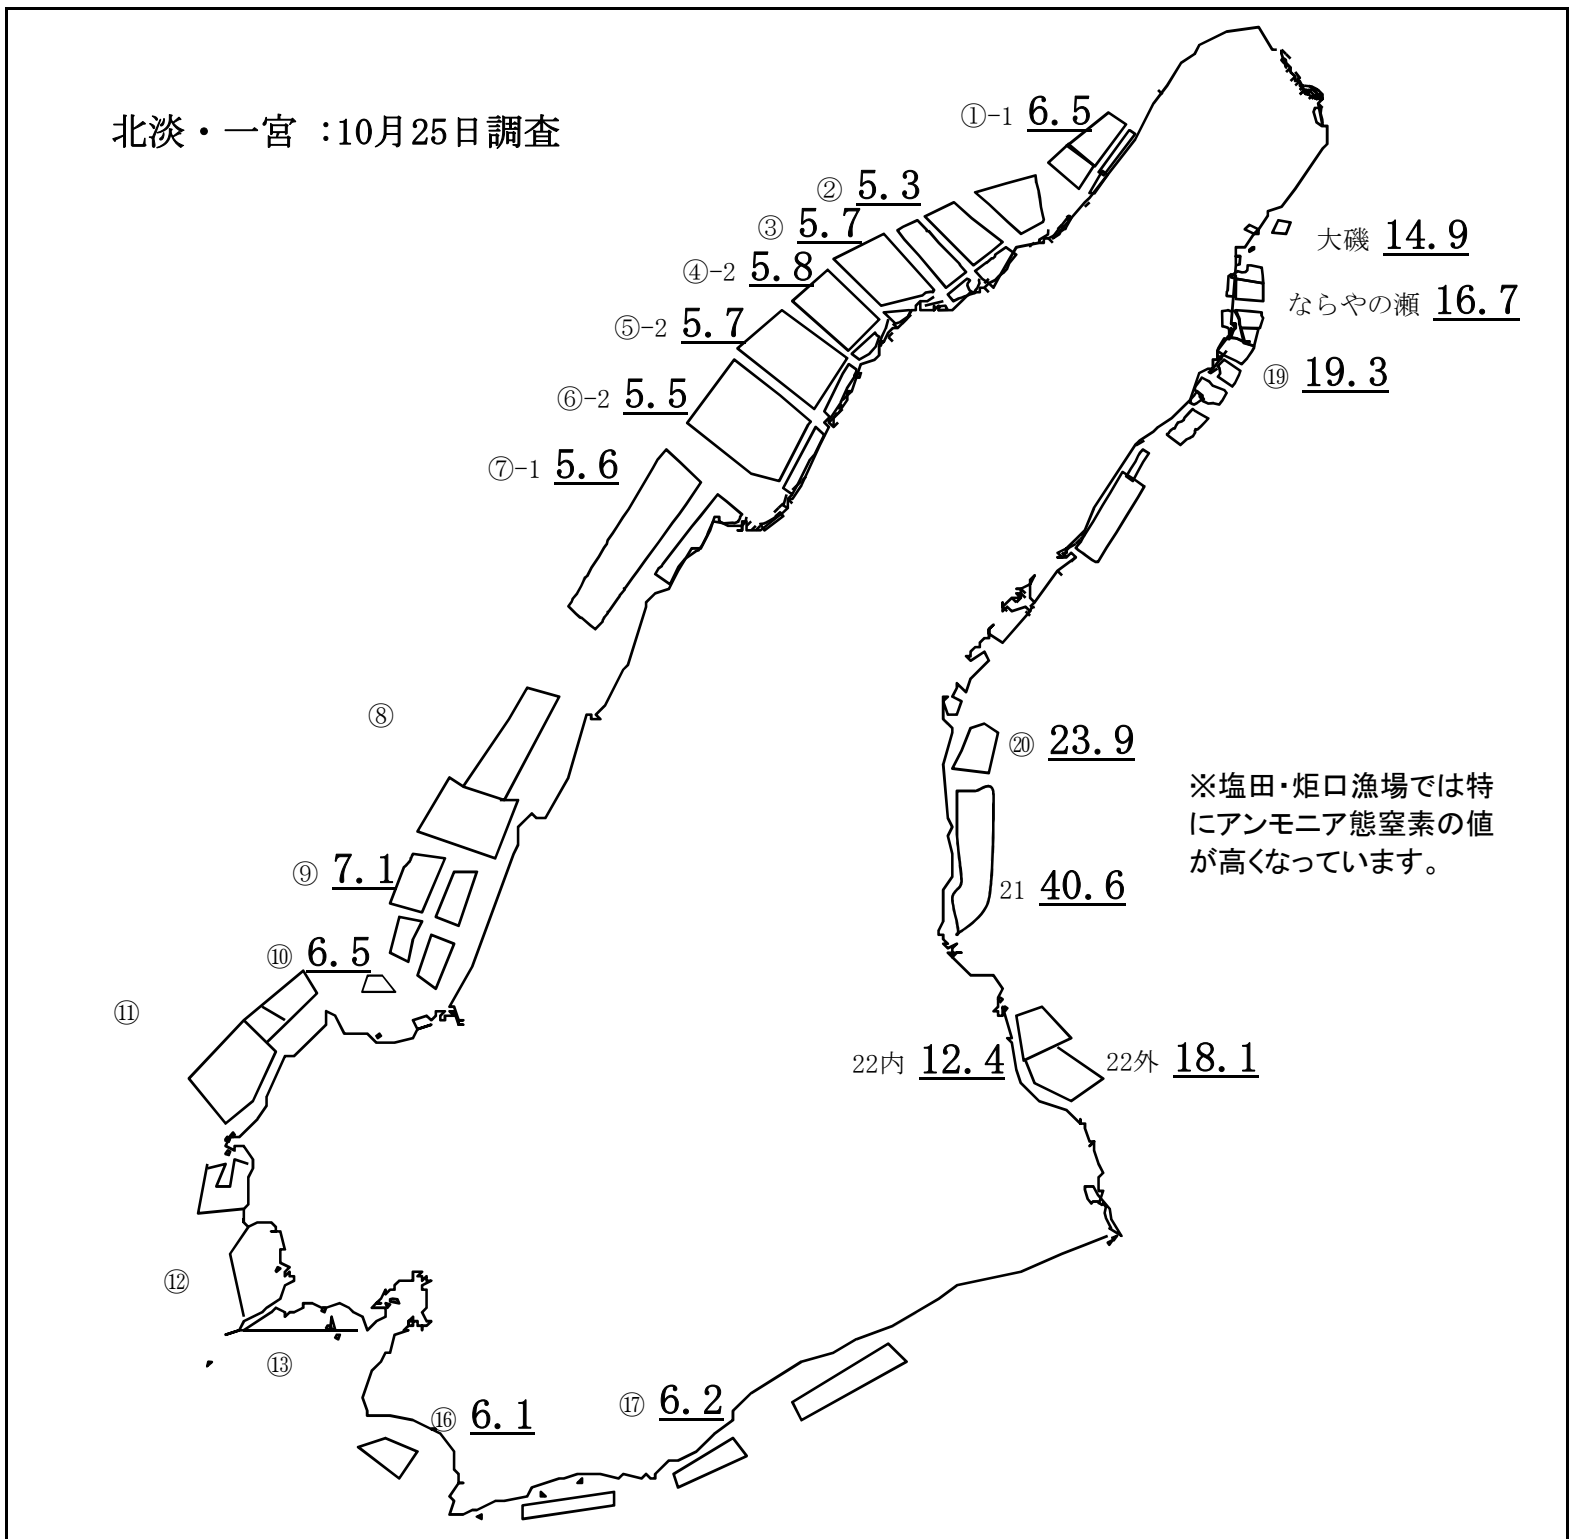 北淡・一宮 :10月25日調査
①-1 6.5
② 5.3
③ 5.7
④-2 5.8
⑤-2 5.7
⑥-2 5.5
⑦-1 5.6
⑧
⑨ 7.1
⑩ 6.5
⑪
⑫
⑬
⑯ 6.1
⑰ 6.2
大磯 14.9
ならやの瀬 16.7
⑲ 19.3
⑳ 23.9
※塩田・炬口漁場では特
にアンモニア態窒素の値
が高くなっています。
21 40.6
22内 12.4
22外 18.1